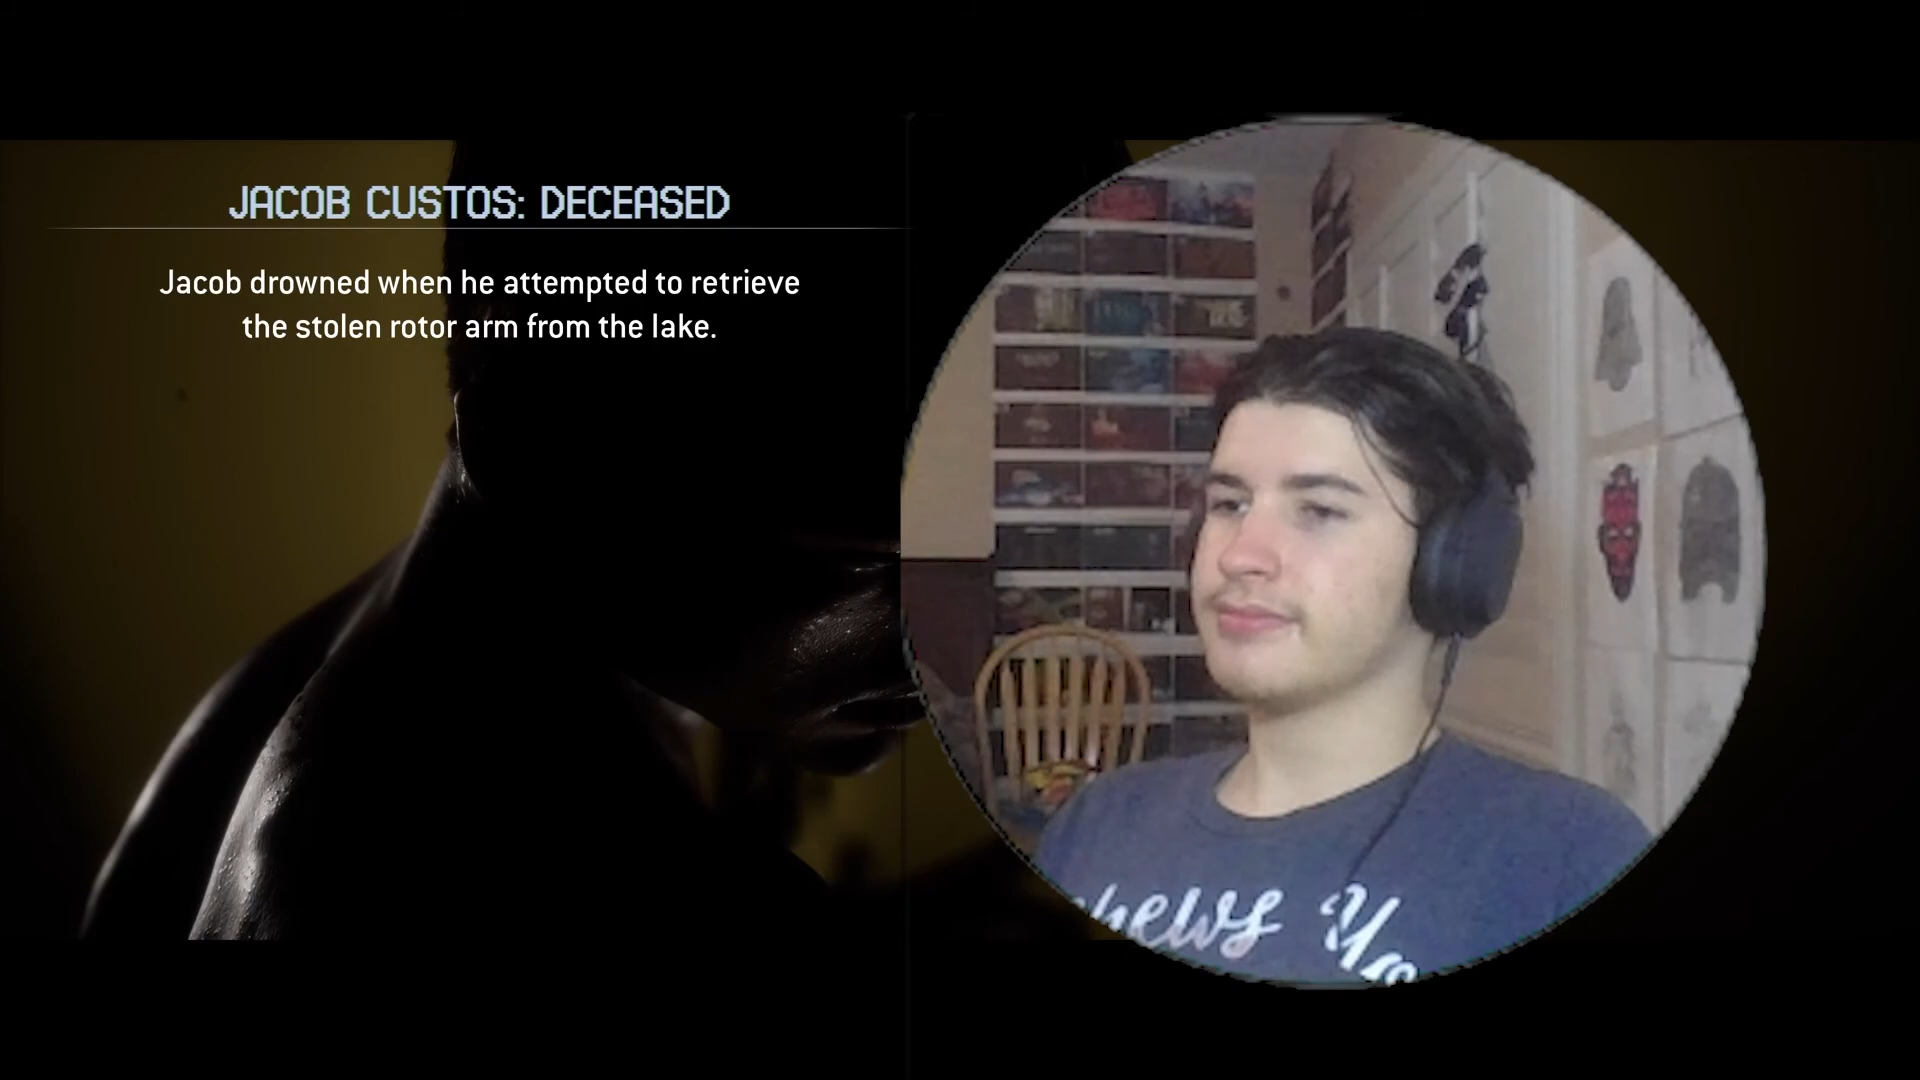 JACOB CUSTOS: DECEASED
Jacob drowned when he attempted to retrieve
the stolen rotor arm from the lake.